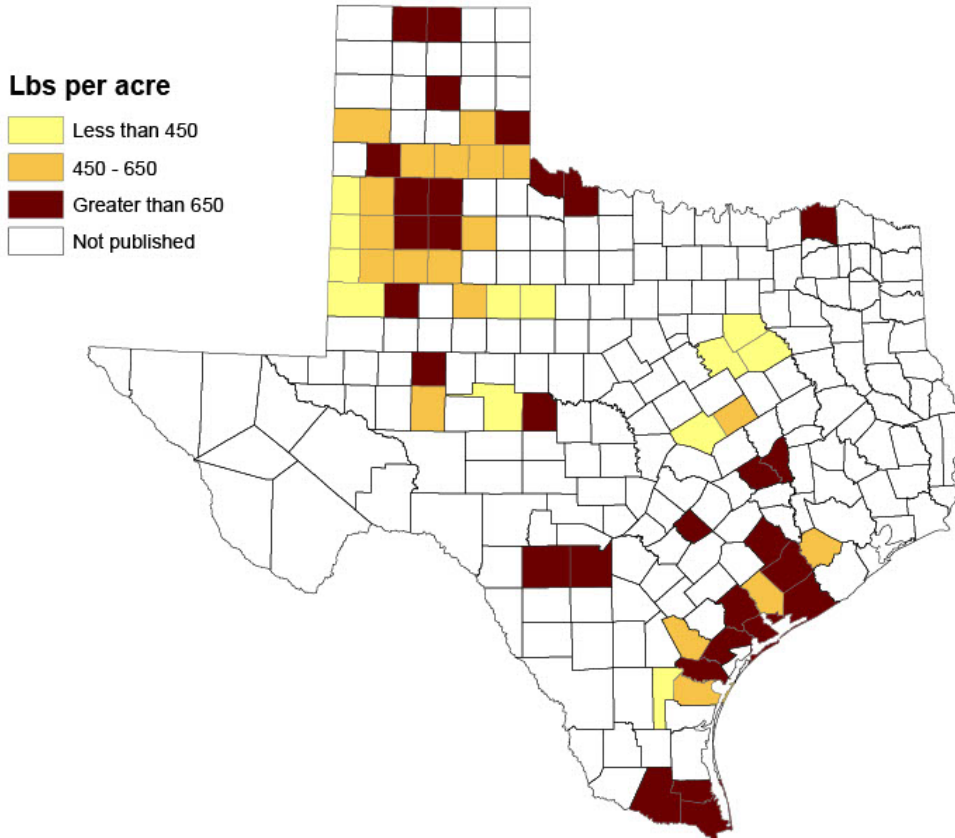 Lbs per acre
Less than 450
450 - 650
Greater than 650
Not published